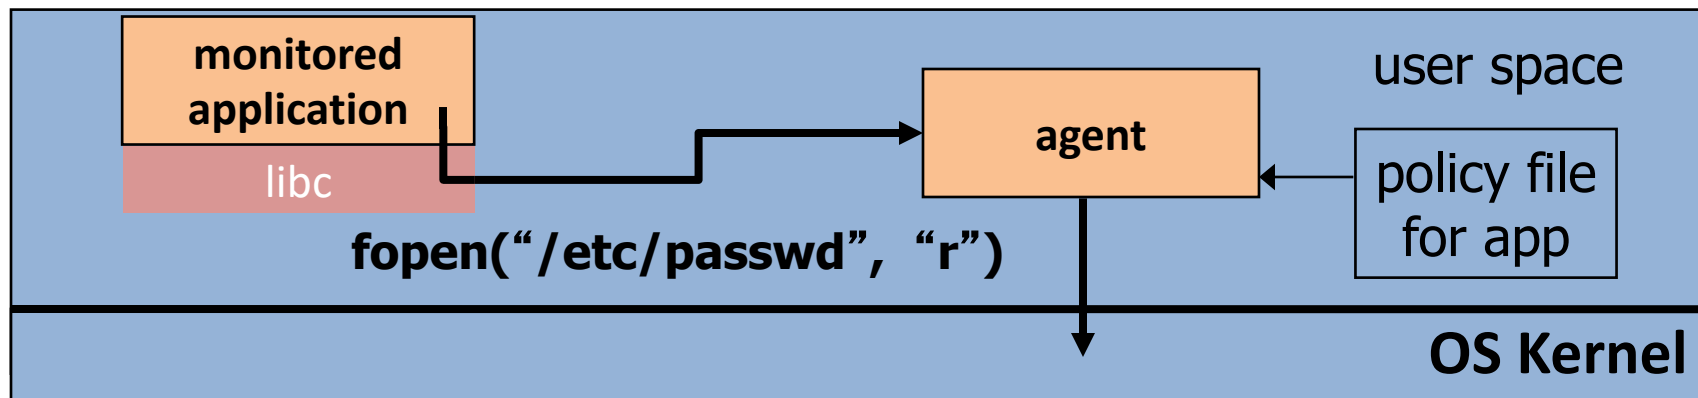 monitored
application
libc
agent
user space
policy file
for app
fopen(“/etc/passwd”, “r”)
OS Kernel